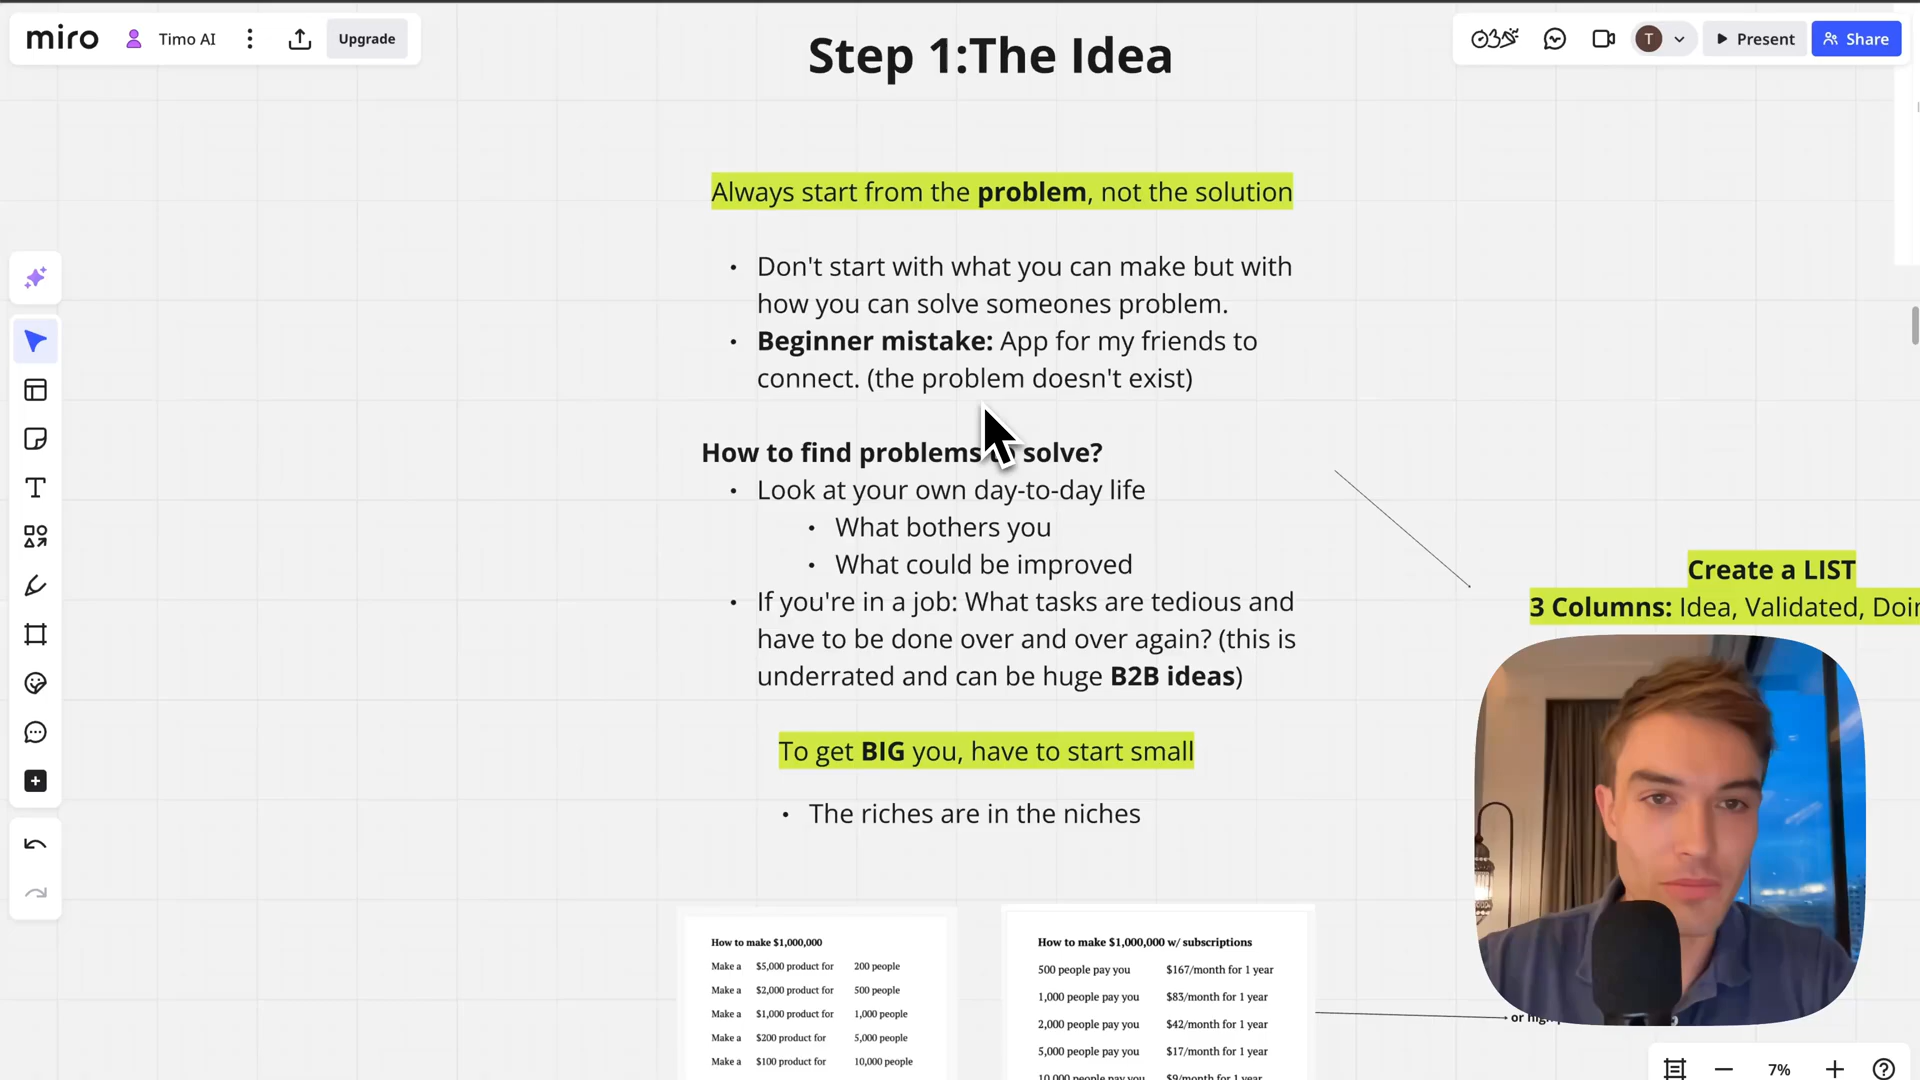 miro
Timo AI
Upgrade
Step 1:The Idea
T
Present
Share
Always start from the problem, not the solution
• Don't start with what you can make but with
how you can solve someones problem.
• Beginner mistake: App for my friends to
connect. (the problem doesn't exist)
How to find problems solve?
• Look at your own day-to-day life
• What bothers you
• What could be improved
• If you're in a job: What tasks are tedious and
have to be done over and over again? (this is
underrated and can be huge B2B ideas)
Create a LIST
3 Columns: Idea, Validated,
To get BIG you, have to start small
• The riches are in the niches
How to make $1,000,000
Make a $5,000 product for 200 people
Make a $2,000 product for 500 people
Make a $1,000 product for 1,000 people
Make a $200 product for 5,000 people
Make a $100 product for 10,000 people
How to make $1,000,000 w/ subscriptions
500 people pay you $167/month for 1 year
1,000 people pay you $83/month for 1 year
2,000 people pay you $42/month for 1 year
5,000 people pay you $17/month for 1 year
10,000 people pay you $9/month for 1 year
or
7%